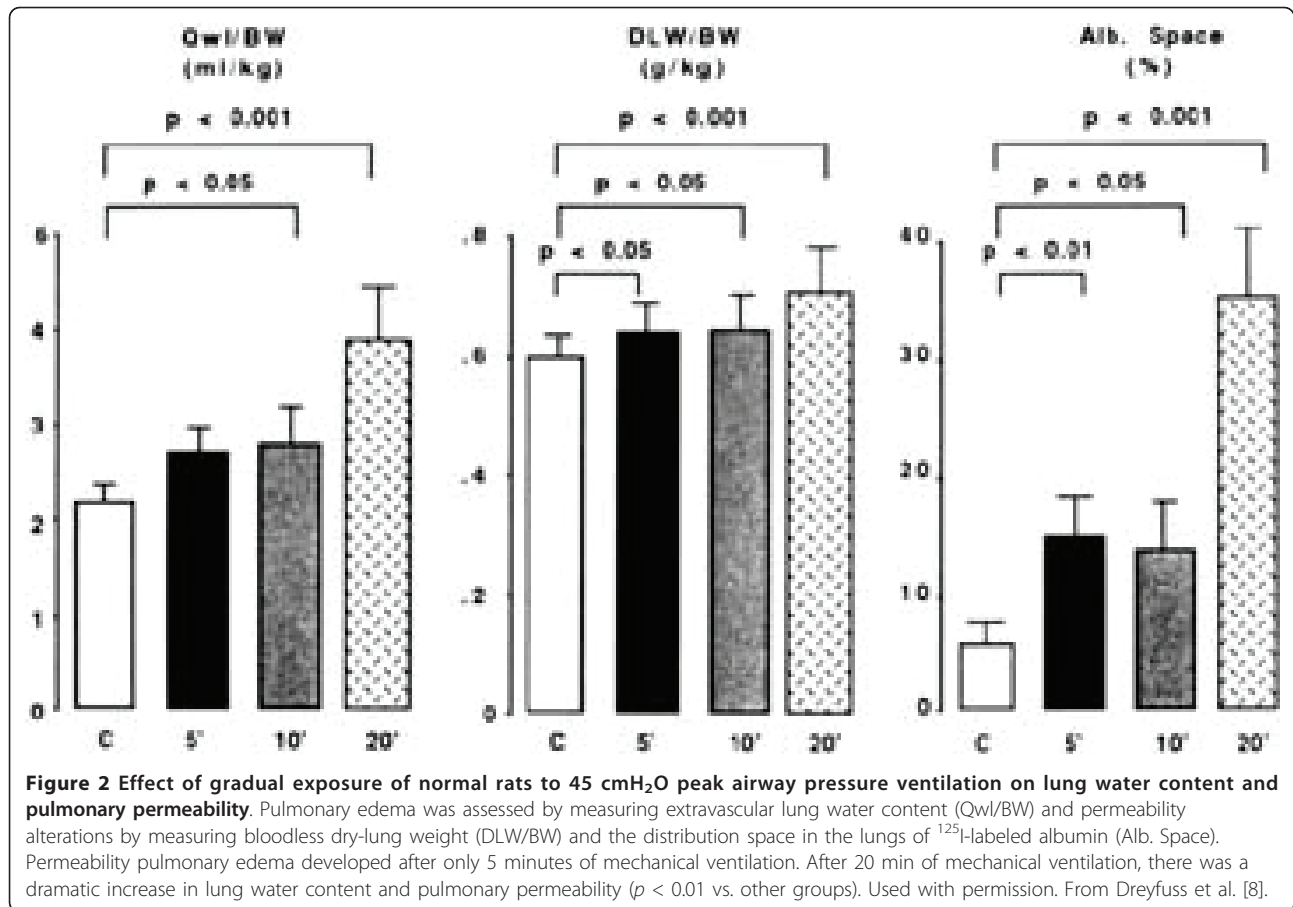 Qwl/BW
(ml/kg)
p < 0.001
p < 0.05
6
4
3
2
1
0
C 5' 10' 20'
DLW/BW
(g/kg)
p < 0.001
p < 0.05
p < 0.05
.8
.6
.4
.2
0
C 5' 10' 20'
Alb. Space
(%)
p < 0.001
p < 0.05
p < 0.01
40
30
20
10
0
C 5' 10' 20'
Figure 2 Effect of gradual exposure of normal rats to 45 cmH₂O peak airway pressure ventilation on lung water content and
pulmonary permeability. Pulmonary edema was assessed by measuring extravascular lung water content (Qwl/BW) and permeability
alterations by measuring bloodless dry-lung weight (DLW/BW) and the distribution space in the lungs of ¹²⁵I-labeled albumin (Alb. Space).
Permeability pulmonary edema developed after only 5 minutes of mechanical ventilation. After 20 min of mechanical ventilation, there was a
dramatic increase in lung water content and pulmonary permeability (p < 0.01 vs. other groups). Used with permission. From Dreyfuss et al. [8].